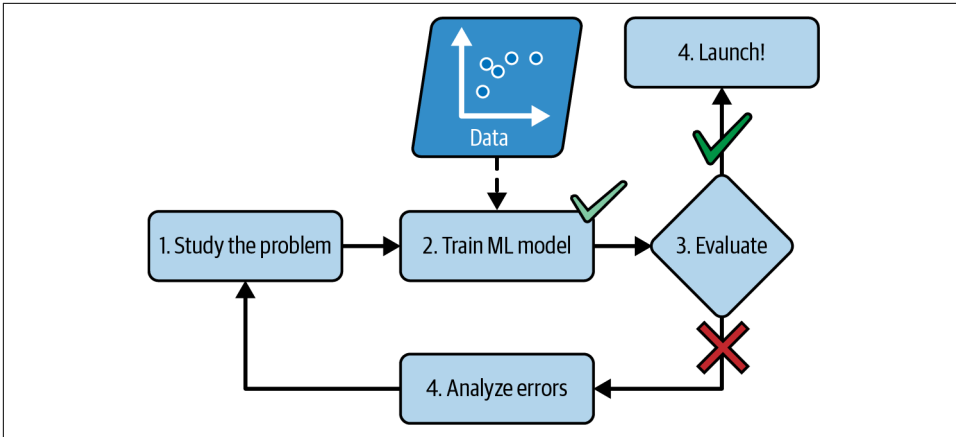 4. Launch!
Data
1. Study the problem
2. Train ML model
3. Evaluate
4. Analyze errors